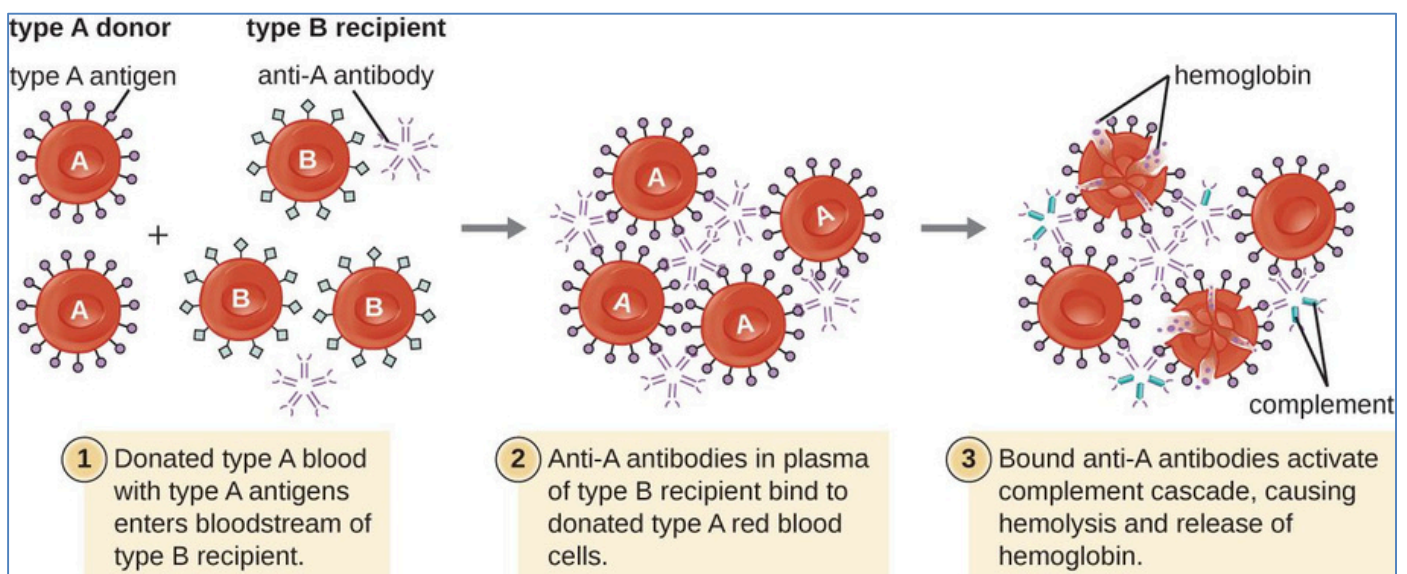 type A donor
type B recipient
type A antigen
anti-A antibody
A
B
A
+
B
B
A
A
A
A
hemoglobin
complement
1
Donated type A blood
with type A antigens
enters bloodstream of
type B recipient.
2
Anti-A antibodies in plasma
of type B recipient bind to
donated type A red blood
cells.
3
Bound anti-A antibodies activate
complement cascade, causing
hemolysis and release of
hemoglobin.